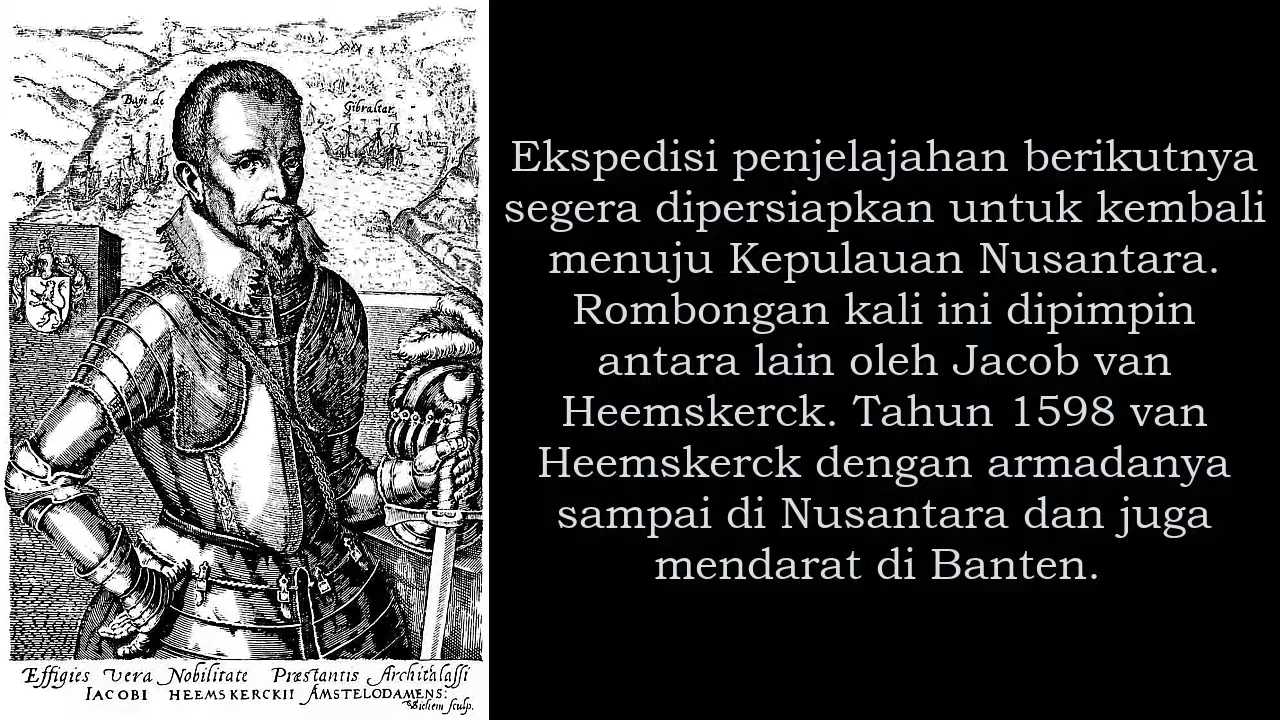 Baye de
Gibraltar
Ekspedisi penjelajahan berikutnya
segera dipersiapkan untuk kembali
menuju Kepulauan Nusantara.
Rombongan kali ini dipimpin
antara lain oleh Jacob van
Heemskerck. Tahun 1598 van
Heemskerck dengan armadanya
sampai di Nusantara dan juga
mendarat di Banten.
Effigies Vera Nobilitate Præstantis Architalassi
IACOBI HEEMSKERCKII AMSTELODAMENS:
Sichem sculp.